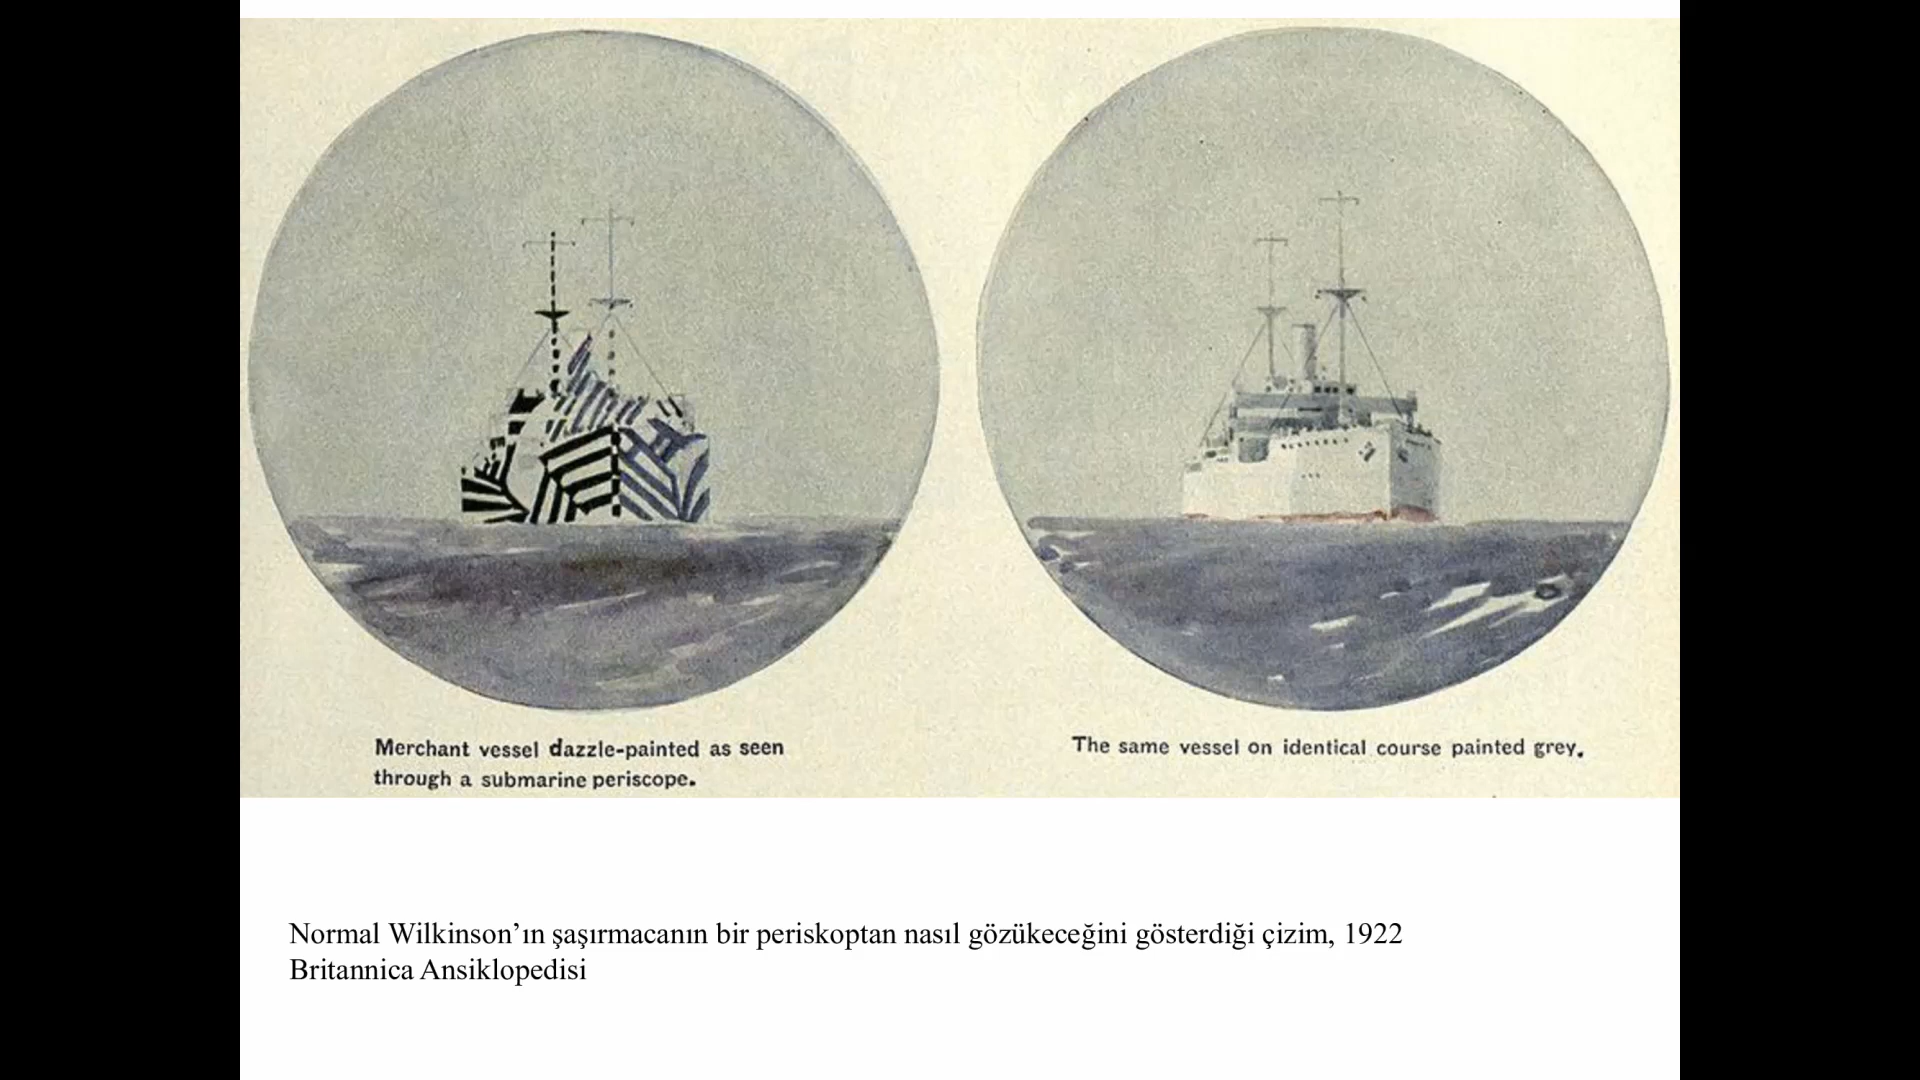 Merchant vessel dazzle-painted as seen
through a submarine periscope.
The same vessel on identical course painted grey.
Normal Wilkinson’ın şaşırmacanın bir periskoptan nasıl gözükeceğini gösterdiği çizim, 1922
Britannica Ansiklopedisi